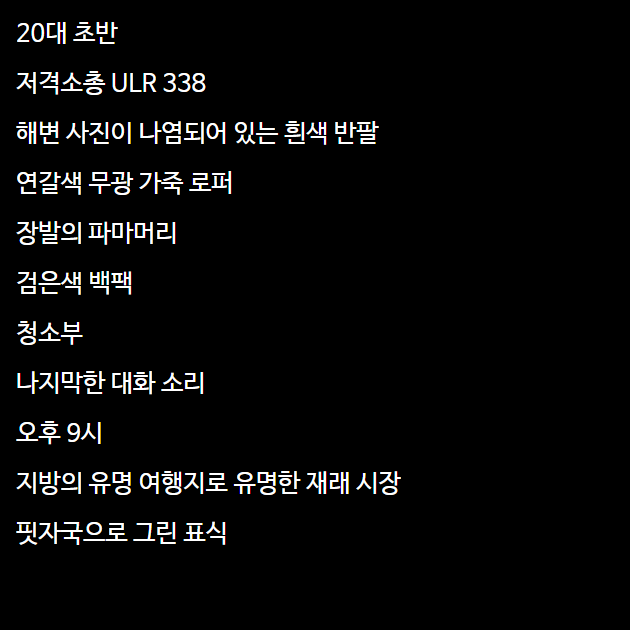 20대 초반
저격소총 ULR 338
해변 사진이 나염되어 있는 흰색 반팔
연갈색 무광 가죽 로퍼
장발의 파마머리
검은색 백팩
청소부
나지막한 대화 소리
오후 9시
지방의 유명 여행지로 유명한 재래 시장
핏자국으로 그린 표식